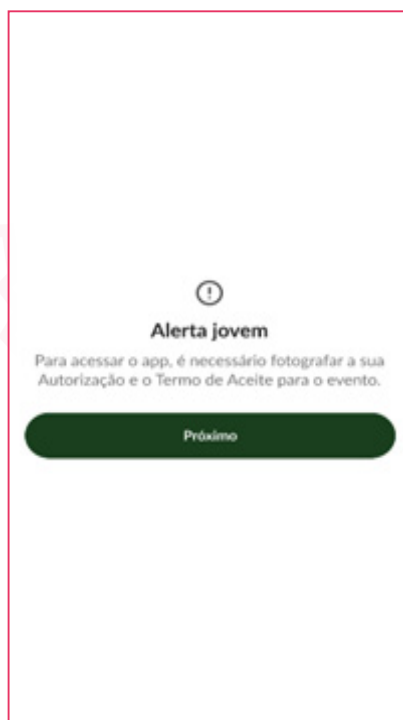 Alerta jovem
Para acessar o app, é necessário fotografar a sua
Autorização e o Termo de Aceite para o evento.
Próximo